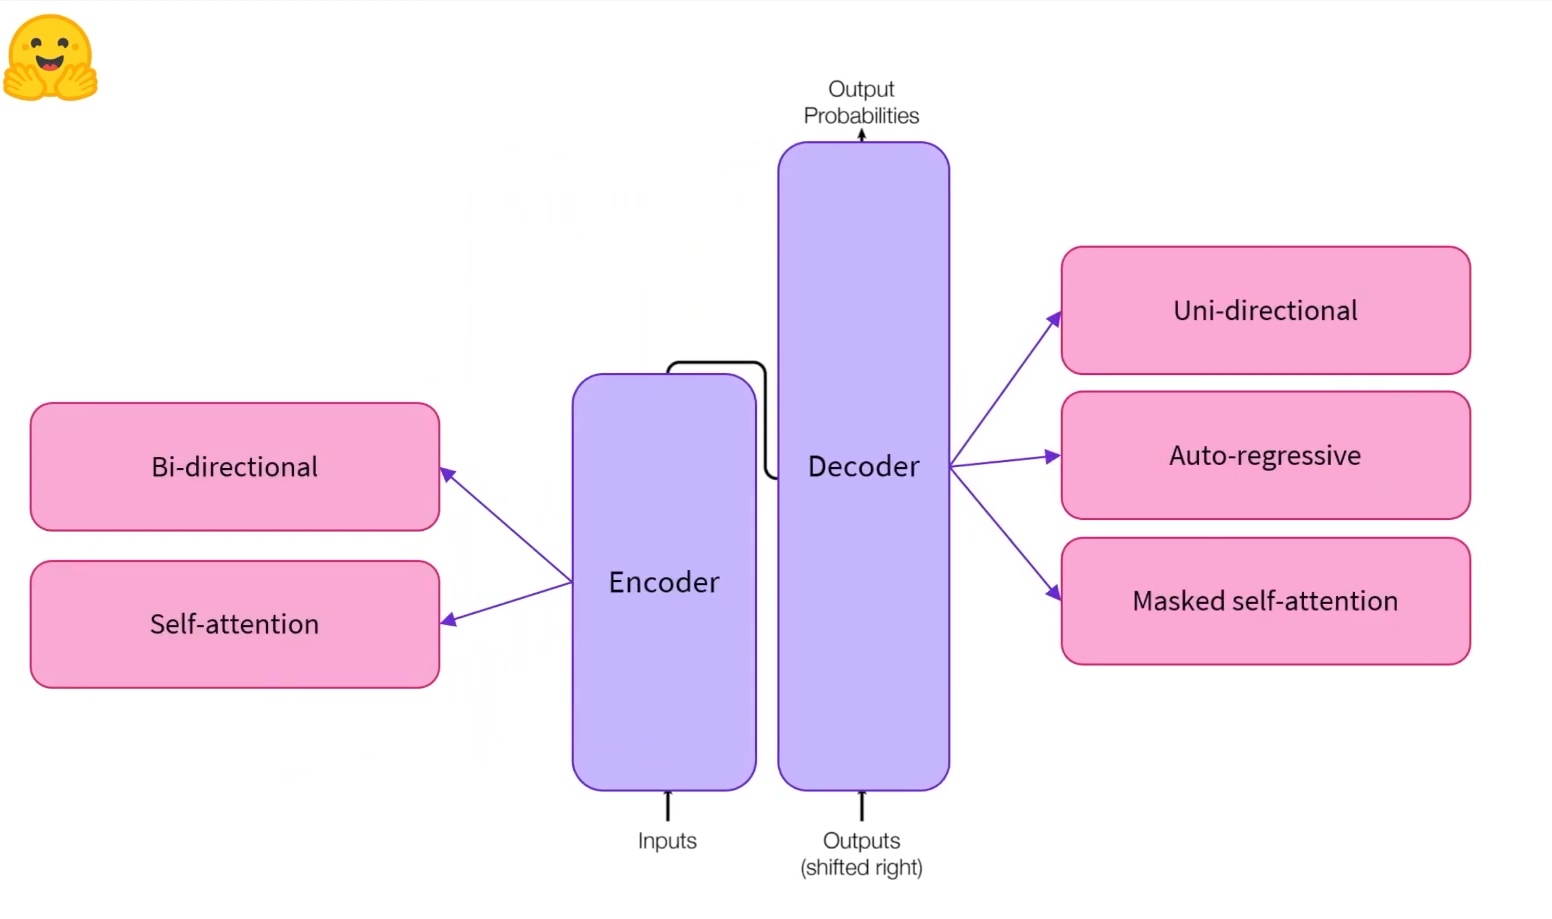 Output
Probabilities
Uni-directional
Auto-regressive
Bi-directional
Decoder
Encoder
Self-attention
Masked self-attention
Inputs
Outputs
(shifted right)